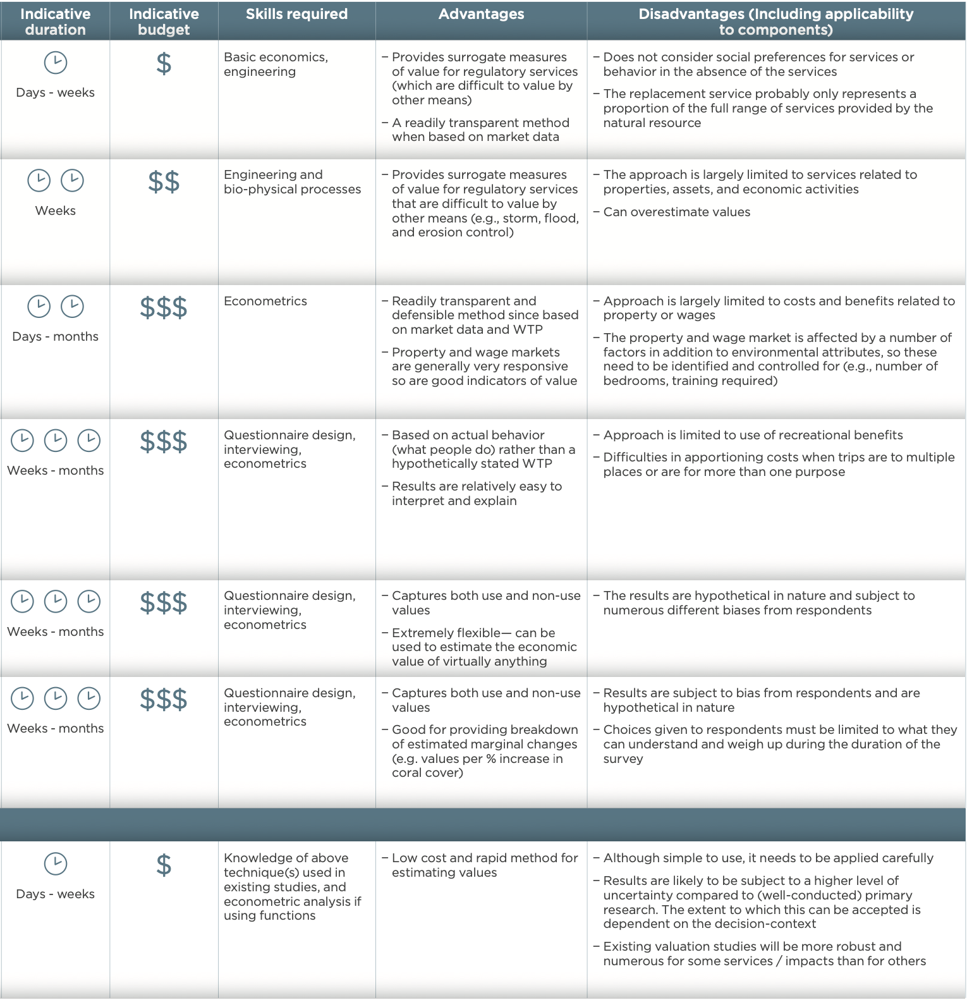 Indicative
duration
Indicative
budget
Skills required
Advantages
Disadvantages (Including applicability
to components)
Days - weeks
$
Basic economics,
engineering
– Provides surrogate measures
of value for regulatory services
(which are difficult to value by
other means)
– A readily transparent method
when based on market data
– Does not consider social preferences for services or
behavior in the absence of the services
– The replacement service probably only represents a
proportion of the full range of services provided by the
natural resource
Weeks
$$
Engineering and
bio-physical processes
– Provides surrogate measures
of value for regulatory services
that are difficult to value by
other means (e.g., storm, flood,
and erosion control)
– The approach is largely limited to services related to
properties, assets, and economic activities
– Can overestimate values
Days - months
$$$
Econometrics
– Readily transparent and
defensible method since based
on market data and WTP
– Property and wage markets
are generally very responsive
so are good indicators of value
– Approach is largely limited to costs and benefits related to
property or wages
– The property and wage market is affected by a number of
factors in addition to environmental attributes, so these
need to be identified and controlled for (e.g., number of
bedrooms, training required)
Weeks - months
$$$
Questionnaire design,
interviewing,
econometrics
– Based on actual behavior
(what people do) rather than a
hypothetically stated WTP
– Results are relatively easy to
interpret and explain
– Approach is limited to use of recreational benefits
– Difficulties in apportioning costs when trips are to multiple
places or are for more than one purpose
Weeks - months
$$$
Questionnaire design,
interviewing,
econometrics
– Captures both use and non-use
values
– Extremely flexible— can be
used to estimate the economic
value of virtually anything
– The results are hypothetical in nature and subject to
numerous different biases from respondents
Weeks - months
$$$
Questionnaire design,
interviewing,
econometrics
– Captures both use and non-use
values
– Good for providing breakdown
of estimated marginal changes
(e.g. values per % increase in
coral cover)
– Results are subject to bias from respondents and are
hypothetical in nature
– Choices given to respondents must be limited to what they
can understand and weigh up during the duration of the
survey
Days - weeks
$
Knowledge of above
technique(s) used in
existing studies, and
econometric analysis if
using functions
– Low cost and rapid method for
estimating values
– Although simple to use, it needs to be applied carefully
– Results are likely to be subject to a higher level of
uncertainty compared to (well-conducted) primary
research. The extent to which this can be accepted is
dependent on the decision-context
– Existing valuation studies will be more robust and
numerous for some services / impacts than for others